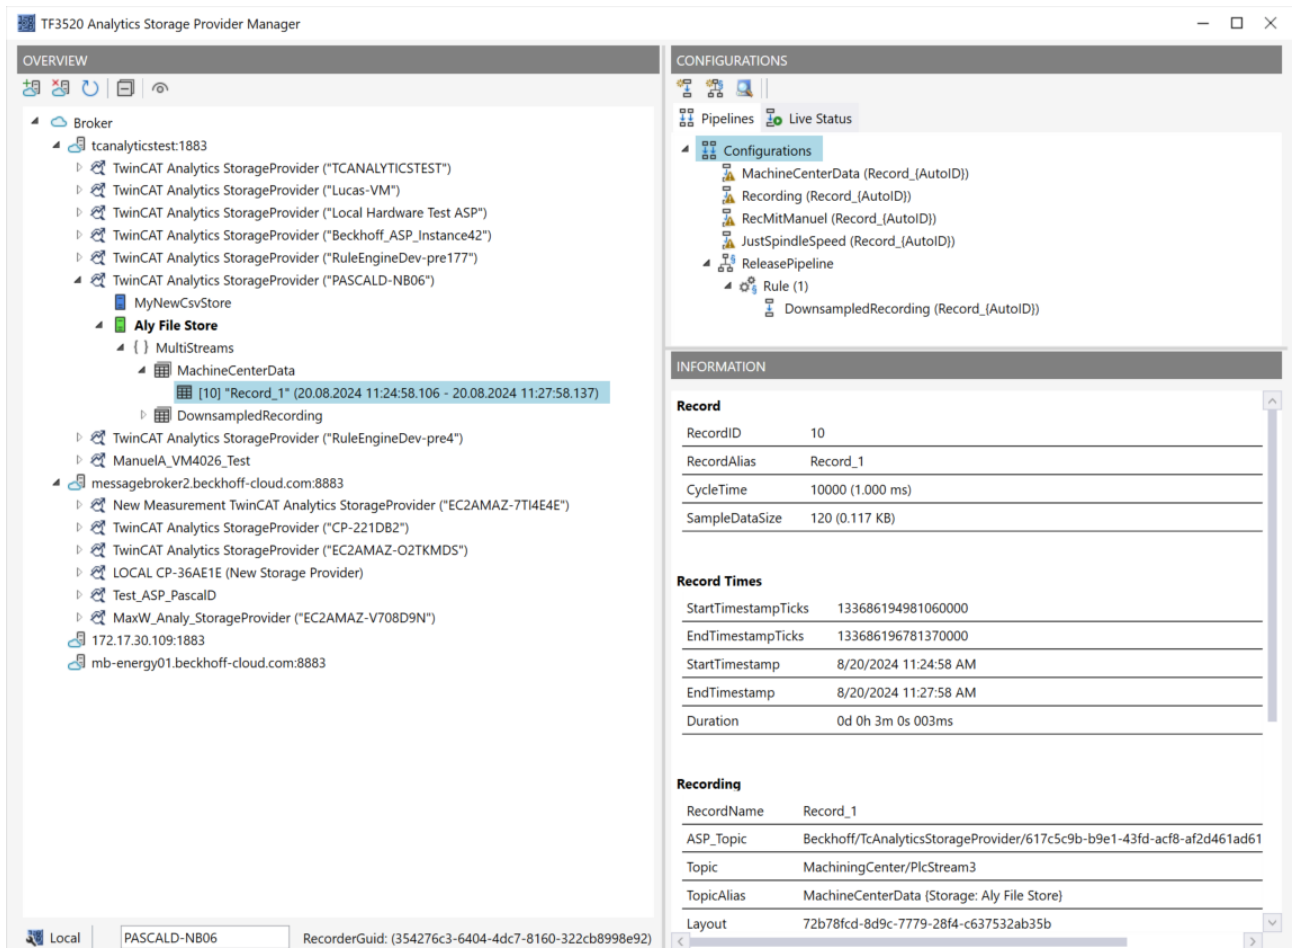 TF3520 Analytics Storage Provider Manager
OVERVIEW
Broker
tcanalyticstest:1883
TwinCAT Analytics StorageProvider ("TCANALYTICSTEST")
TwinCAT Analytics StorageProvider ("Lucas-VM")
TwinCAT Analytics StorageProvider ("Local Hardware Test ASP")
TwinCAT Analytics StorageProvider ("Beckhoff_ASP_Instance42")
TwinCAT Analytics StorageProvider ("RuleEngineDev-pre177")
TwinCAT Analytics StorageProvider ("PASCALD-NB06")
MyNewCsvStore
Aly File Store
{ } MultiStreams
MachineCenterData
[10] "Record_1" (20.08.2024 11:24:58.106 - 20.08.2024 11:27:58.137)
DownsampledRecording
TwinCAT Analytics StorageProvider ("RuleEngineDev-pre4")
ManuelA_VM4026_Test
messagebroker2.beckhoff-cloud.com:8883
New Measurement TwinCAT Analytics StorageProvider ("EC2AMAZ-7TI4E4E")
TwinCAT Analytics StorageProvider ("CP-221DB2")
TwinCAT Analytics StorageProvider ("EC2AMAZ-O2TKMDS")
LOCAL CP-36AE1E (New Storage Provider)
Test_ASP_PascalD
MaxW_Analy_StorageProvider ("EC2AMAZ-V708D9N")
172.17.30.109:1883
mb-energy01.beckhoff-cloud.com:8883
Local PASCALD-NB06 RecorderGuid: (354276c3-6404-4dc7-8160-322cb8998e92)
CONFIGURATIONS
Pipelines Live Status
Configurations
MachineCenterData (Record_{AutoID})
Recording (Record_{AutoID})
RecMitManuel (Record_{AutoID})
JustSpindleSpeed (Record_{AutoID})
ReleasePipeline
Rule (1)
DownsampledRecording (Record_{AutoID})
INFORMATION
Record
RecordID 10
RecordAlias Record_1
CycleTime 10000 (1.000 ms)
SampleDataSize 120 (0.117 KB)
Record Times
StartTimestampTicks 133686194981060000
EndTimestampTicks 133686196781370000
StartTimestamp 8/20/2024 11:24:58 AM
EndTimestamp 8/20/2024 11:27:58 AM
Duration 0d 0h 3m 0s 003ms
Recording
RecordName Record_1
ASP_Topic Beckhoff/TcAnalyticsStorageProvider/617c5c9b-b9e1-43fd-acf8-af2d461ad61
Topic MachiningCenter/PlcStream3
TopicAlias MachineCenterData {Storage: Aly File Store}
Layout 72b78fcd-8d9c-7779-28f4-c637532ab35b